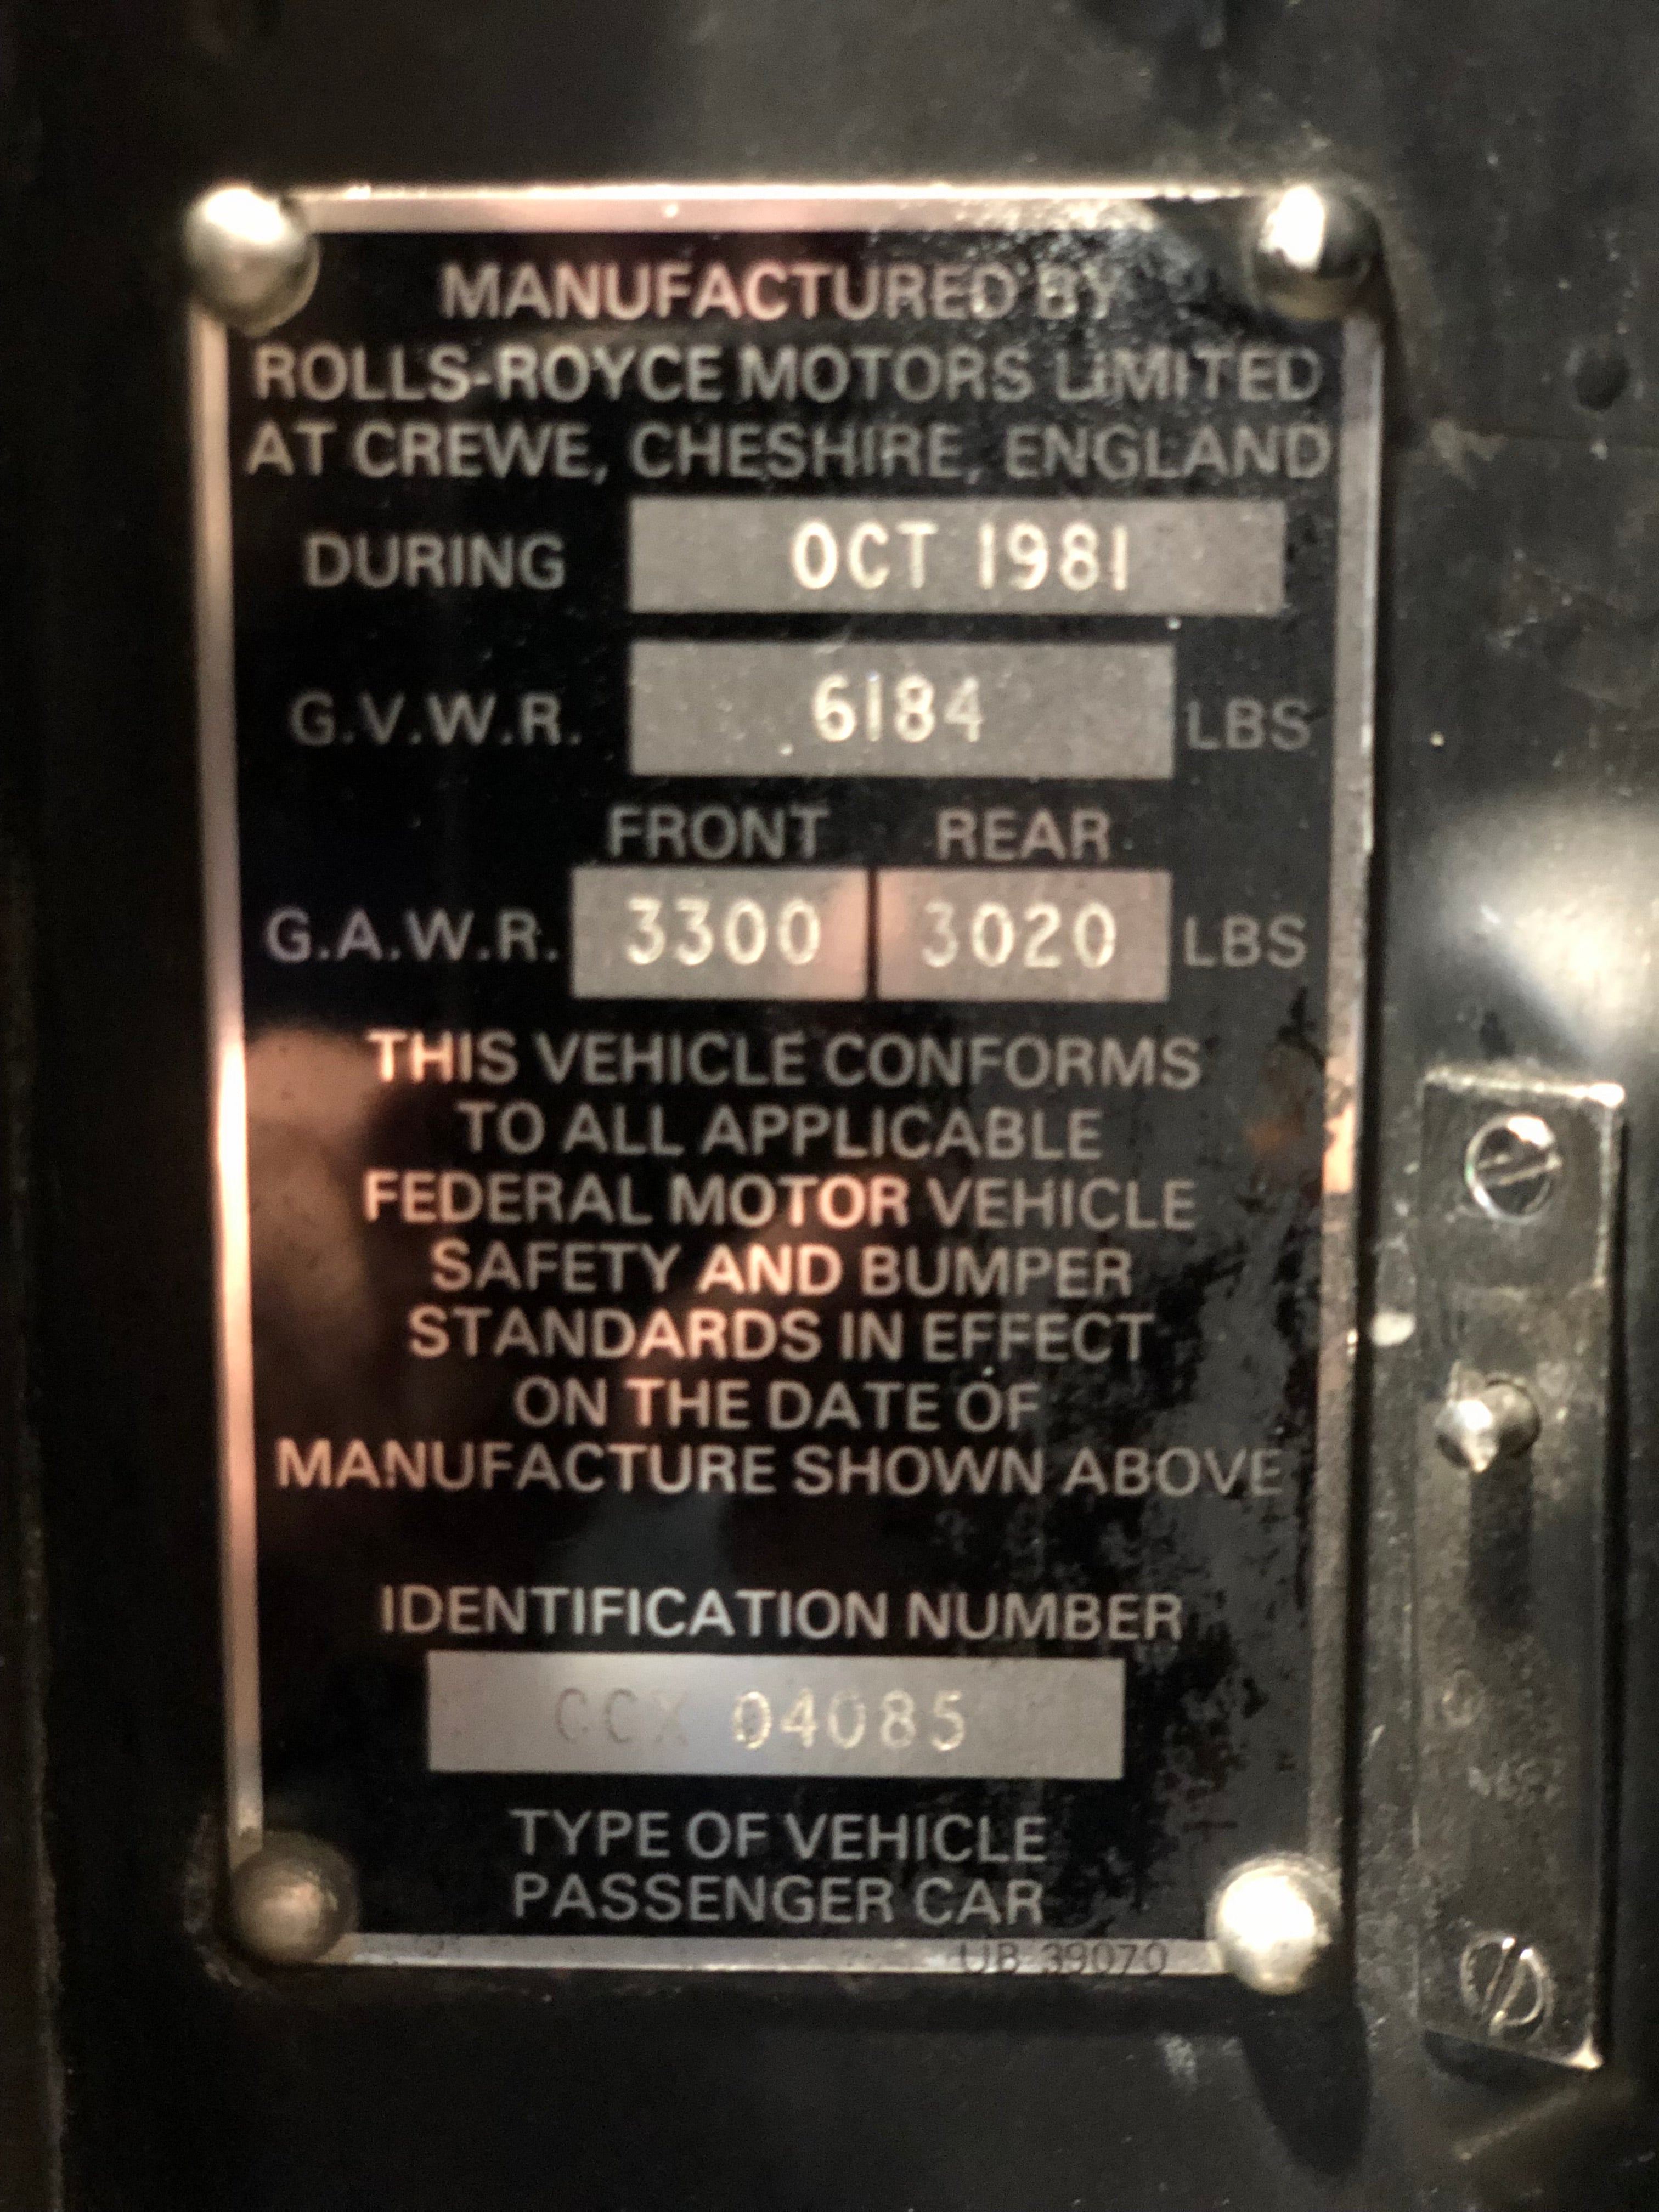 MANUFACTURED BY
ROLLS-ROYCE MOTORS LIMITED
AT CREWE, CHESHIRE, ENGLAND
DURING OCT 1981
G.V.W.R. 6184 LBS
FRONT REAR
G.A.W.R. 3300 3020 LBS
THIS VEHICLE CONFORMS
TO ALL APPLICABLE
FEDERAL MOTOR VEHICLE
SAFETY AND BUMPER
STANDARDS IN EFFECT
ON THE DATE OF
MANUFACTURE SHOWN ABOVE
IDENTIFICATION NUMBER
CCX 04085
TYPE OF VEHICLE
PASSENGER CAR
UB 39070